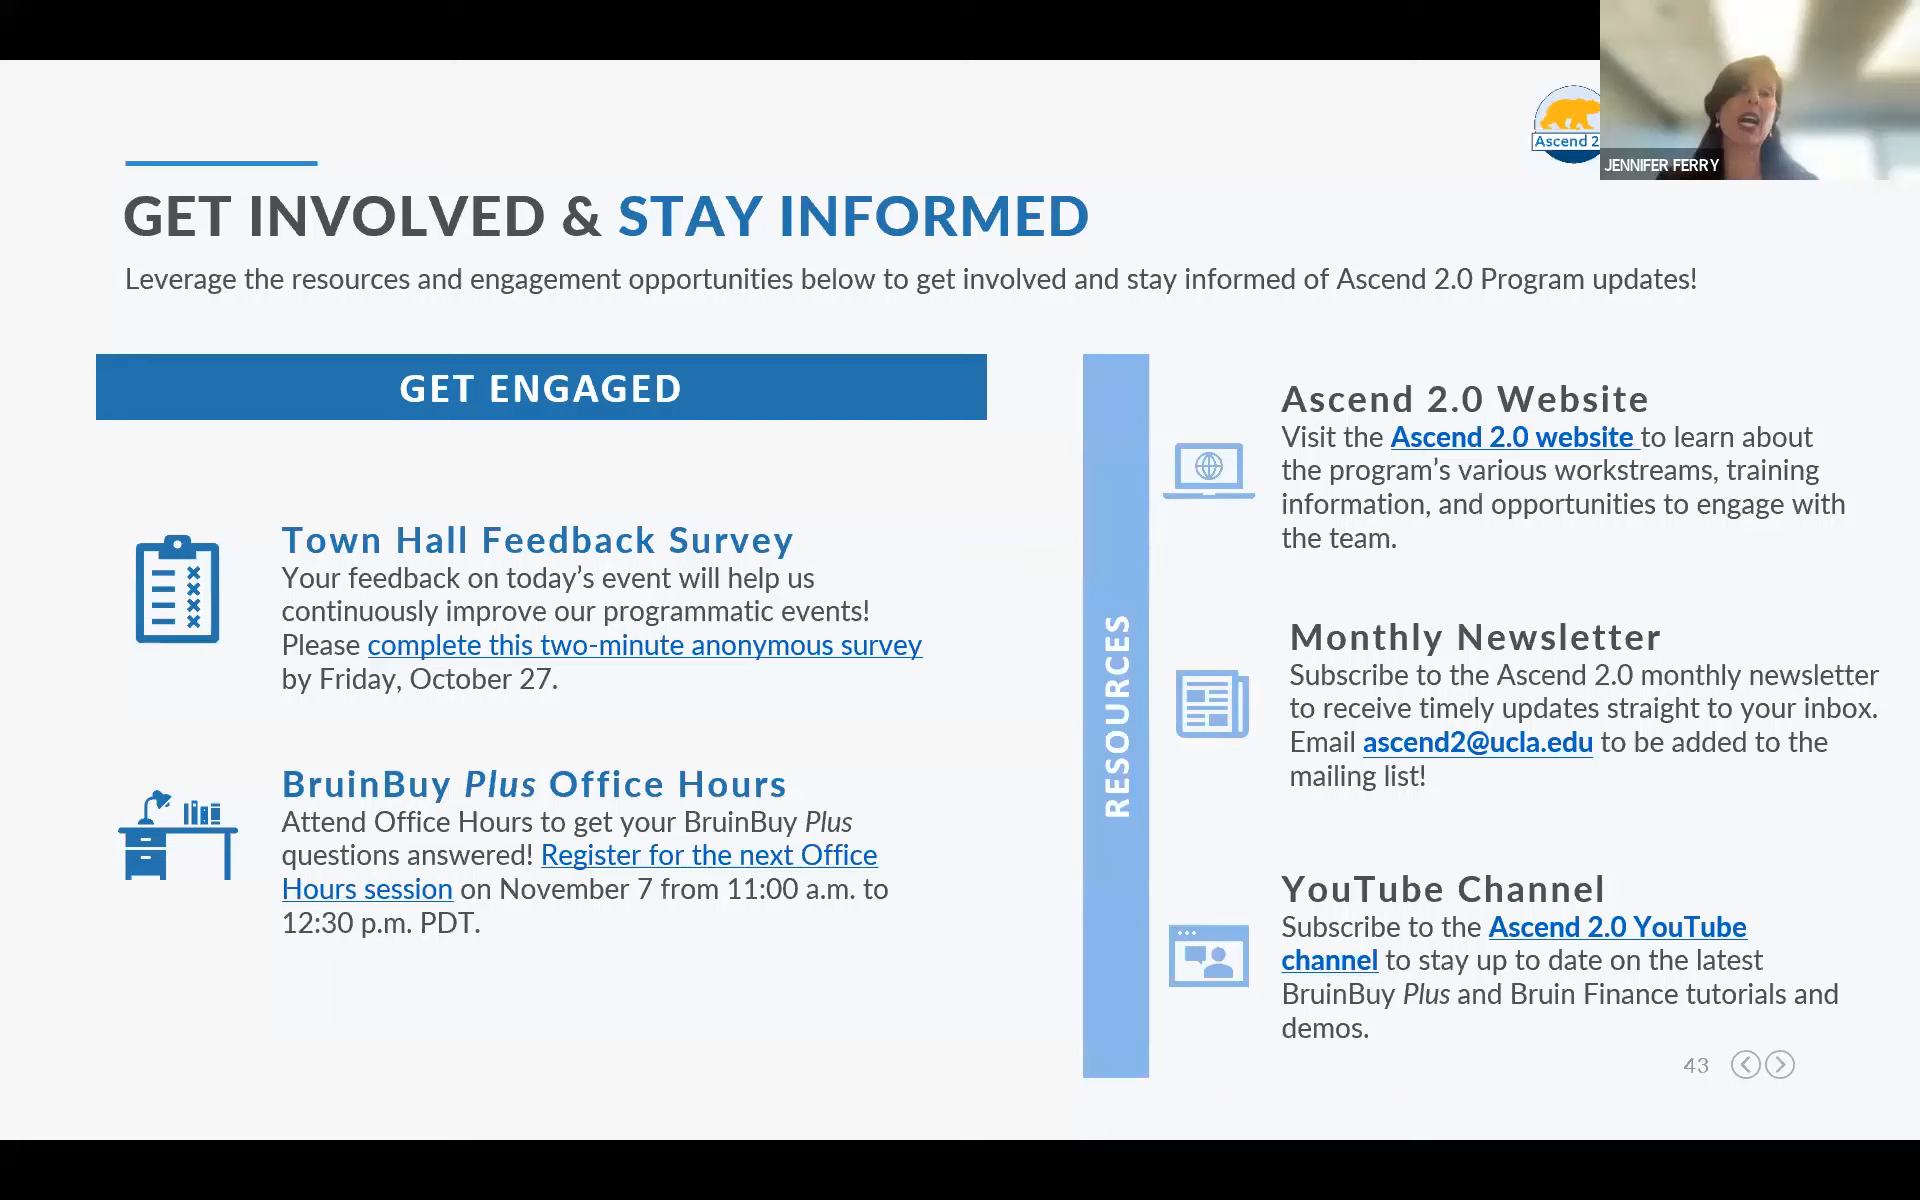 Ascend 2
JENNIFER FERRY
GET INVOLVED & STAY INFORMED
Leverage the resources and engagement opportunities below to get involved and stay informed of Ascend 2.0 Program updates!
GET ENGAGED
Town Hall Feedback Survey
Your feedback on today’s event will help us
continuously improve our programmatic events!
Please complete this two-minute anonymous survey
by Friday, October 27.
BruinBuy Plus Office Hours
Attend Office Hours to get your BruinBuy Plus
questions answered! Register for the next Office
Hours session on November 7 from 11:00 a.m. to
12:30 p.m. PDT.
RESOURCES
Ascend 2.0 Website
Visit the Ascend 2.0 website to learn about
the program’s various workstreams, training
information, and opportunities to engage with
the team.
Monthly Newsletter
Subscribe to the Ascend 2.0 monthly newsletter
to receive timely updates straight to your inbox.
Email ascend2@ucla.edu to be added to the
mailing list!
YouTube Channel
Subscribe to the Ascend 2.0 YouTube
channel to stay up to date on the latest
BruinBuy Plus and Bruin Finance tutorials and
demos.
43